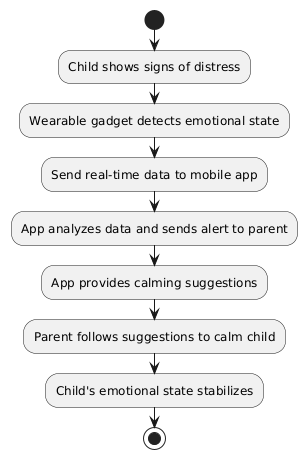 Child shows signs of distress
Wearable gadget detects emotional state
Send real-time data to mobile app
App analyzes data and sends alert to parent
App provides calming suggestions
Parent follows suggestions to calm child
Child's emotional state stabilizes